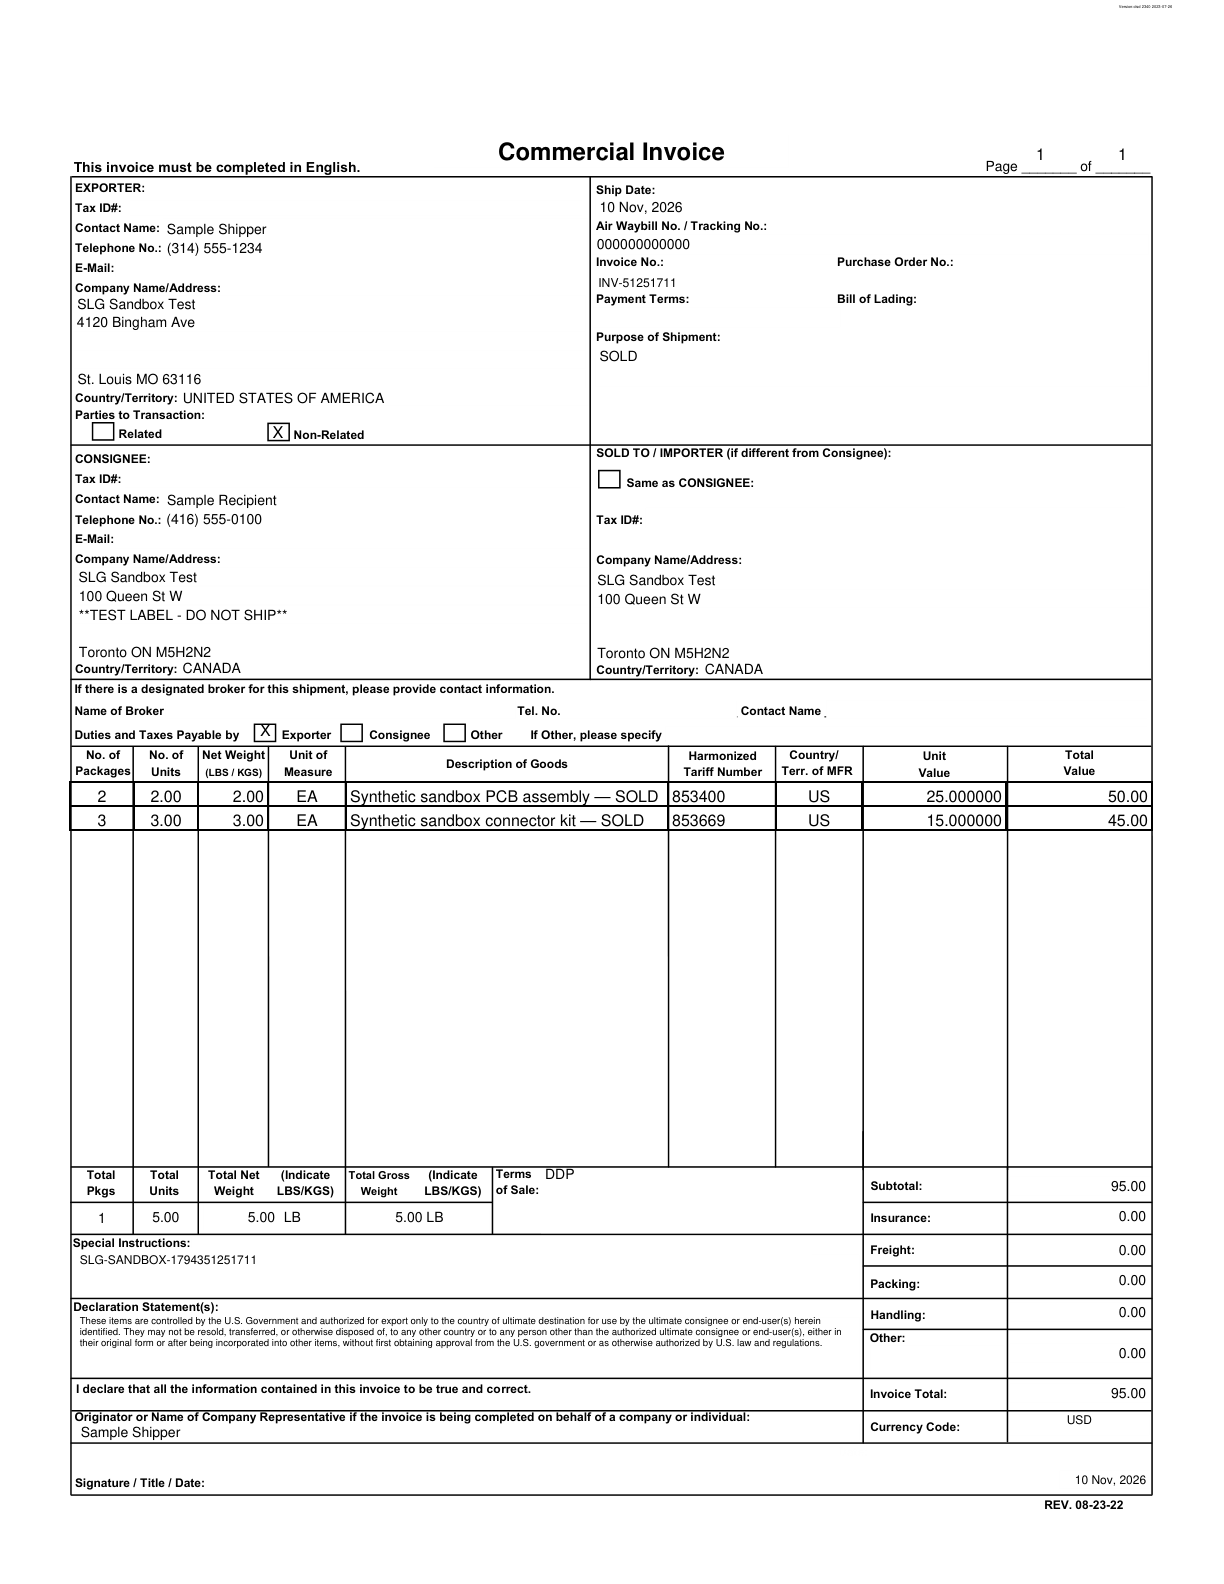 Version dsd 2340 2025-07-29
Commercial Invoice
This invoice must be completed in English.
Page 1 of 1
EXPORTER:
Tax ID#:
Contact Name: Sample Shipper
Telephone No.: (314) 555-1234
E-Mail:
Company Name/Address:
SLG Sandbox Test
4120 Bingham Ave
St. Louis MO 63116
Country/Territory: UNITED STATES OF AMERICA
Parties to Transaction:
Related X Non-Related
Ship Date:
10 Nov, 2026
Air Waybill No. / Tracking No.:
000000000000
Invoice No.: Purchase Order No.:
INV-51251711
Payment Terms: Bill of Lading:
Purpose of Shipment:
SOLD
CONSIGNEE:
Tax ID#:
Contact Name: Sample Recipient
Telephone No.: (416) 555-0100
E-Mail:
Company Name/Address:
SLG Sandbox Test
100 Queen St W
**TEST LABEL - DO NOT SHIP**
Toronto ON M5H2N2
Country/Territory: CANADA
SOLD TO / IMPORTER (if different from Consignee):
Same as CONSIGNEE:
Tax ID#:
Company Name/Address:
SLG Sandbox Test
100 Queen St W
Toronto ON M5H2N2
Country/Territory: CANADA
If there is a designated broker for this shipment, please provide contact information.
Name of Broker Tel. No. Contact Name
Duties and Taxes Payable by X Exporter Consignee Other If Other, please specify
No. of Packages No. of Units Net Weight (LBS / KGS) Unit of Measure Description of Goods Harmonized Tariff Number Country/ Terr. of MFR Unit Value Total Value
2 2.00 2.00 EA Synthetic sandbox PCB assembly — SOLD 853400 US 25.000000 50.00
3 3.00 3.00 EA Synthetic sandbox connector kit — SOLD 853669 US 15.000000 45.00
Total Pkgs Total Units Total Net Weight (Indicate LBS/KGS) Total Gross Weight (Indicate LBS/KGS) Terms of Sale: DDP
1 5.00 5.00 LB 5.00 LB
Subtotal: 95.00
Insurance: 0.00
Freight: 0.00
Packing: 0.00
Handling: 0.00
Other: 0.00
Invoice Total: 95.00
Currency Code: USD
Special Instructions:
SLG-SANDBOX-1794351251711
Declaration Statement(s):
These items are controlled by the U.S. Government and authorized for export only to the country of ultimate destination for use by the ultimate consignee or end-user(s) herein
identified. They may not be resold, transferred, or otherwise disposed of, to any other country or to any person other than the authorized ultimate consignee or end-user(s), either in
their original form or after being incorporated into other items, without first obtaining approval from the U.S. government or as otherwise authorized by U.S. law and regulations.
I declare that all the information contained in this invoice to be true and correct.
Originator or Name of Company Representative if the invoice is being completed on behalf of a company or individual:
Sample Shipper
Signature / Title / Date: 10 Nov, 2026
REV. 08-23-22